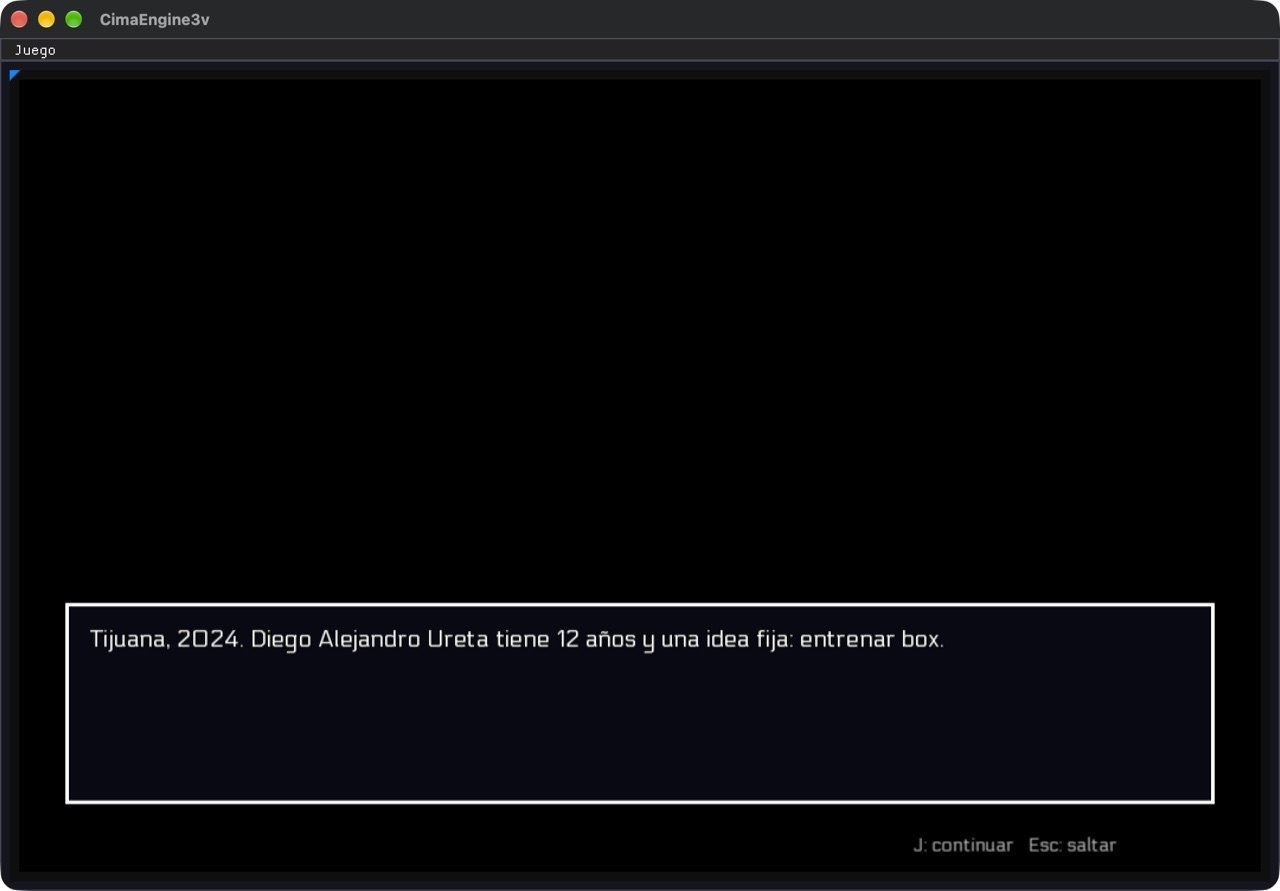 CimaEngine3v
Juego
Tijuana, 2024. Diego Alejandro Ureta tiene 12 años y una idea fija: entrenar box.
J: continuar Esc: saltar